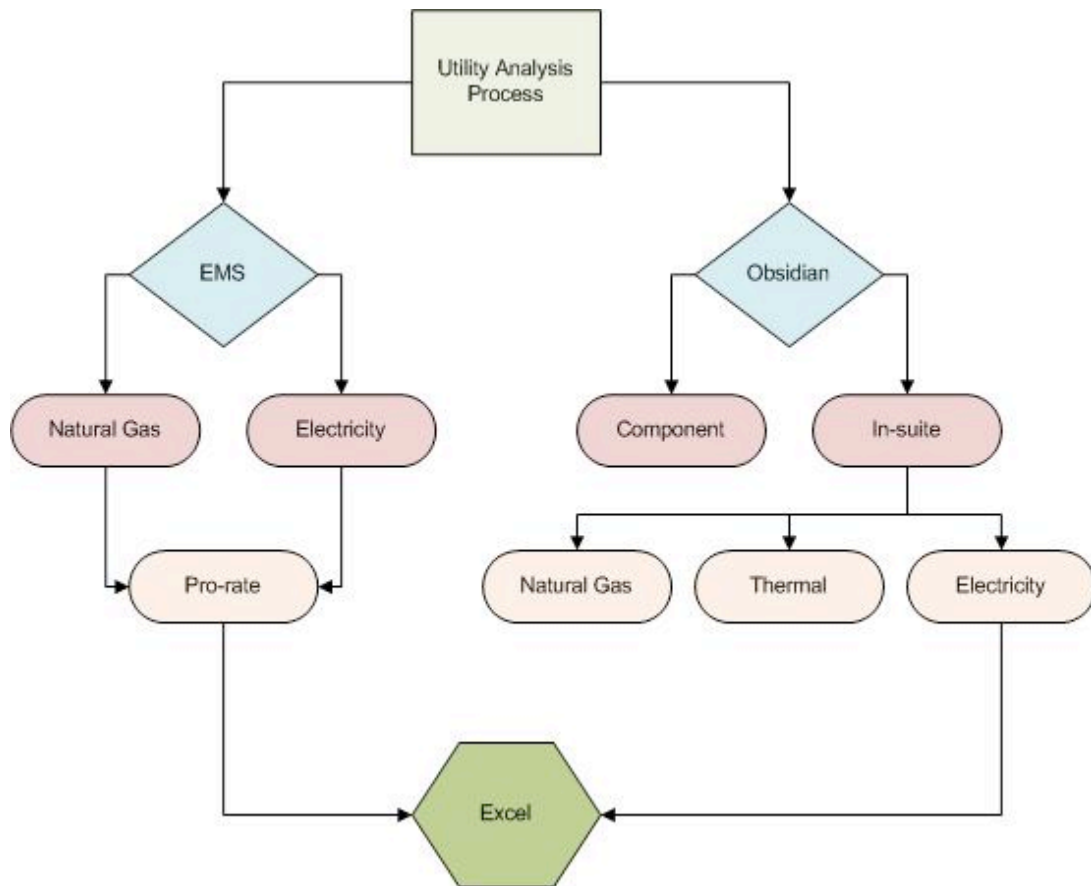 Utility Analysis
Process
EMS
Obsidian
Natural Gas
Electricity
Component
In-suite
Pro-rate
Natural Gas
Thermal
Electricity
Excel